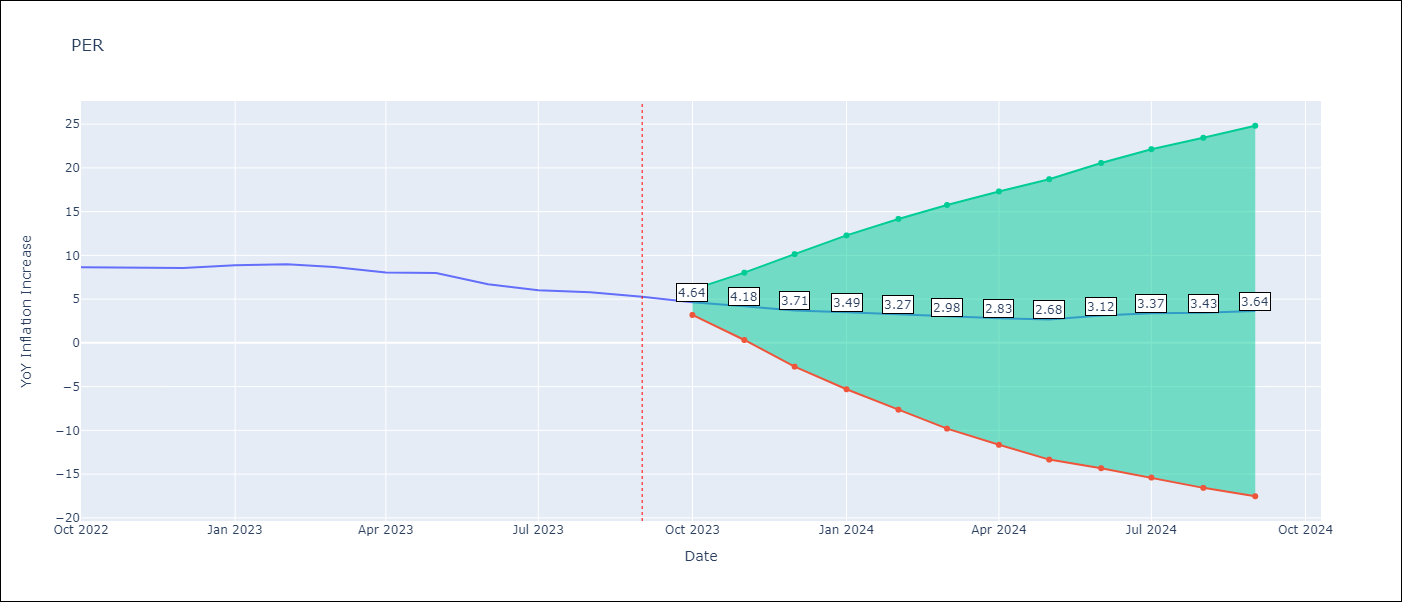 PER
YoY Inflation Increase
25
20
15
10
5
0
−5
−10
−15
−20
4.64
4.18
3.71
3.49
3.27
2.98
2.83
2.68
3.12
3.37
3.43
3.64
Oct 2022
Jan 2023
Apr 2023
Jul 2023
Oct 2023
Jan 2024
Apr 2024
Jul 2024
Oct 2024
Date